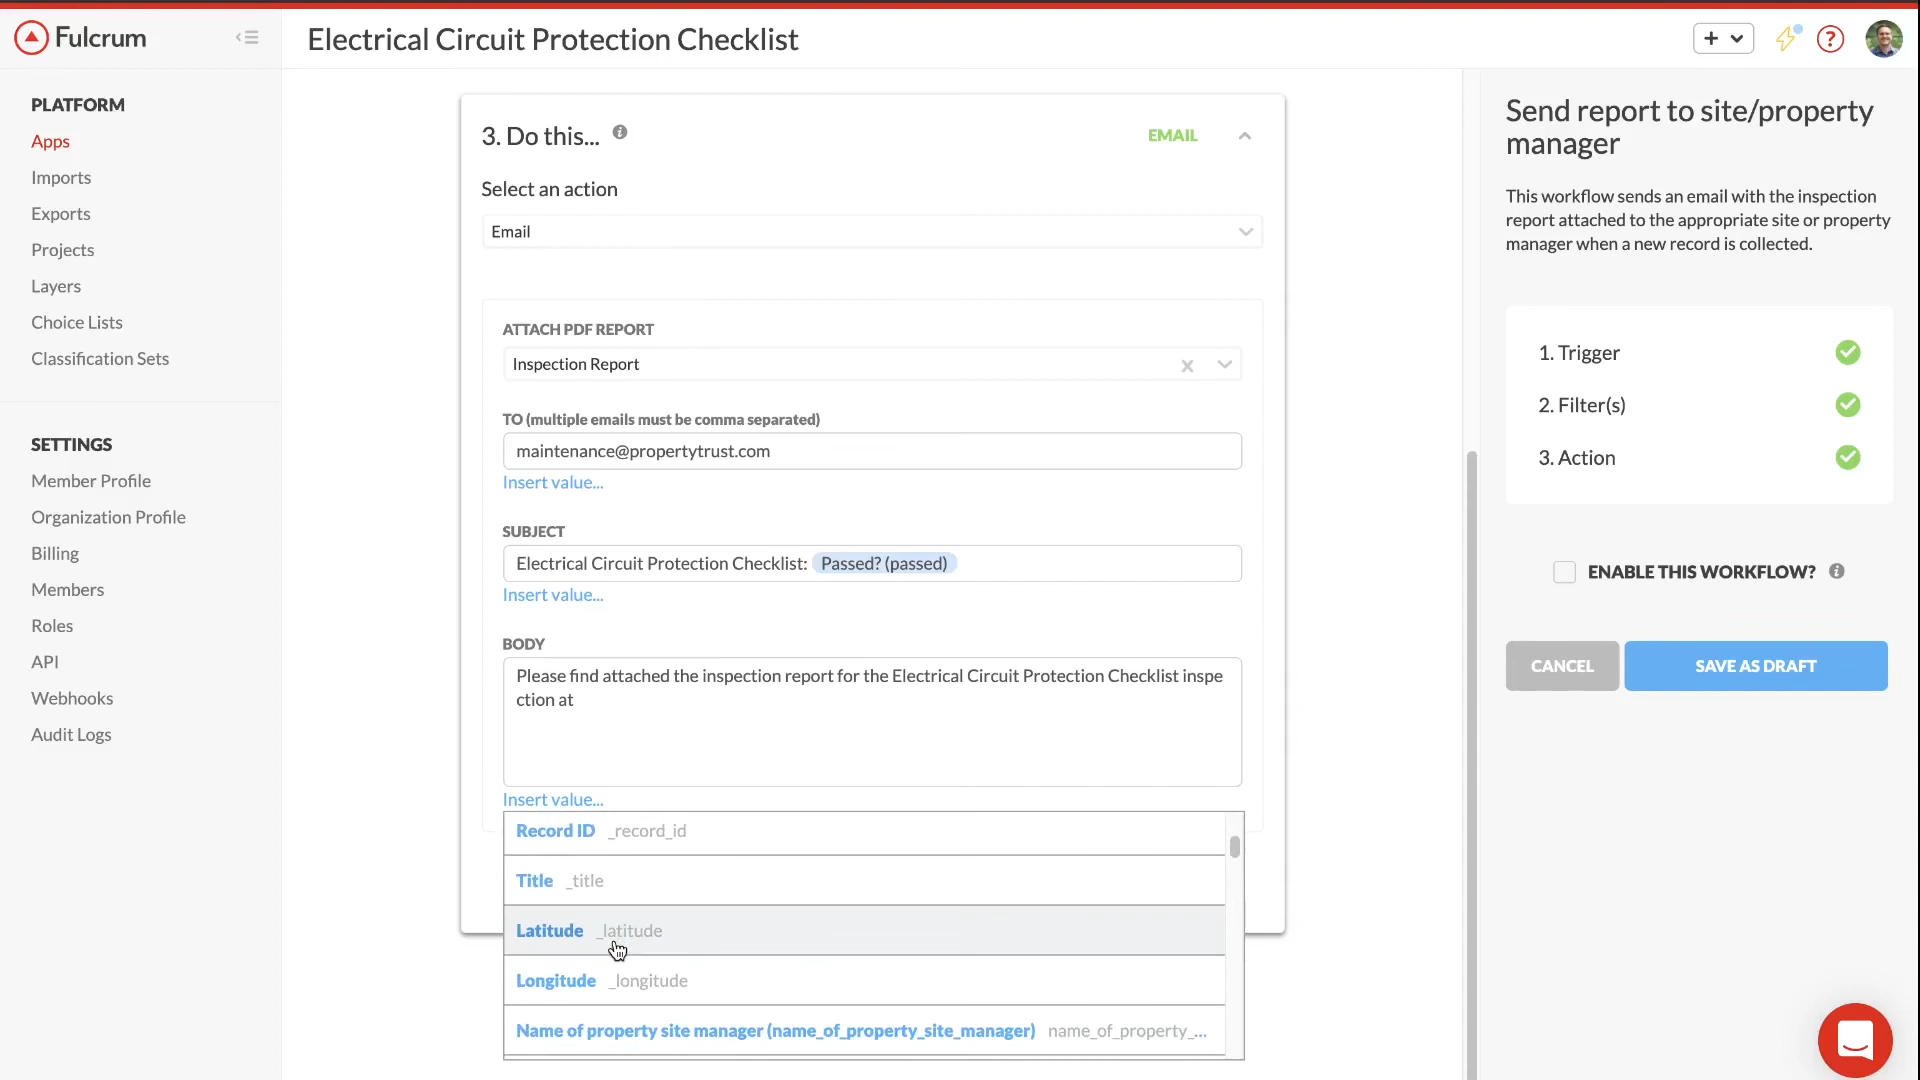 Fulcrum
Electrical Circuit Protection Checklist
PLATFORM
Apps
Imports
Exports
Projects
Layers
Choice Lists
Classification Sets
SETTINGS
Member Profile
Organization Profile
Billing
Members
Roles
API
Webhooks
Audit Logs
3. Do this...
EMAIL
Select an action
Email
ATTACH PDF REPORT
Inspection Report
TO (multiple emails must be comma separated)
maintenance@propertytrust.com
Insert value...
SUBJECT
Electrical Circuit Protection Checklist: Passed? (passed)
Insert value...
BODY
Please find attached the inspection report for the Electrical Circuit Protection Checklist inspe
ction at
Insert value...
Record ID _record_id
Title _title
Latitude _latitude
Longitude _longitude
Name of property site manager (name_of_property_site_manager) name_of_property_...
Send report to site/property
manager
This workflow sends an email with the inspection
report attached to the appropriate site or property
manager when a new record is collected.
1. Trigger
2. Filter(s)
3. Action
ENABLE THIS WORKFLOW?
CANCEL
SAVE AS DRAFT